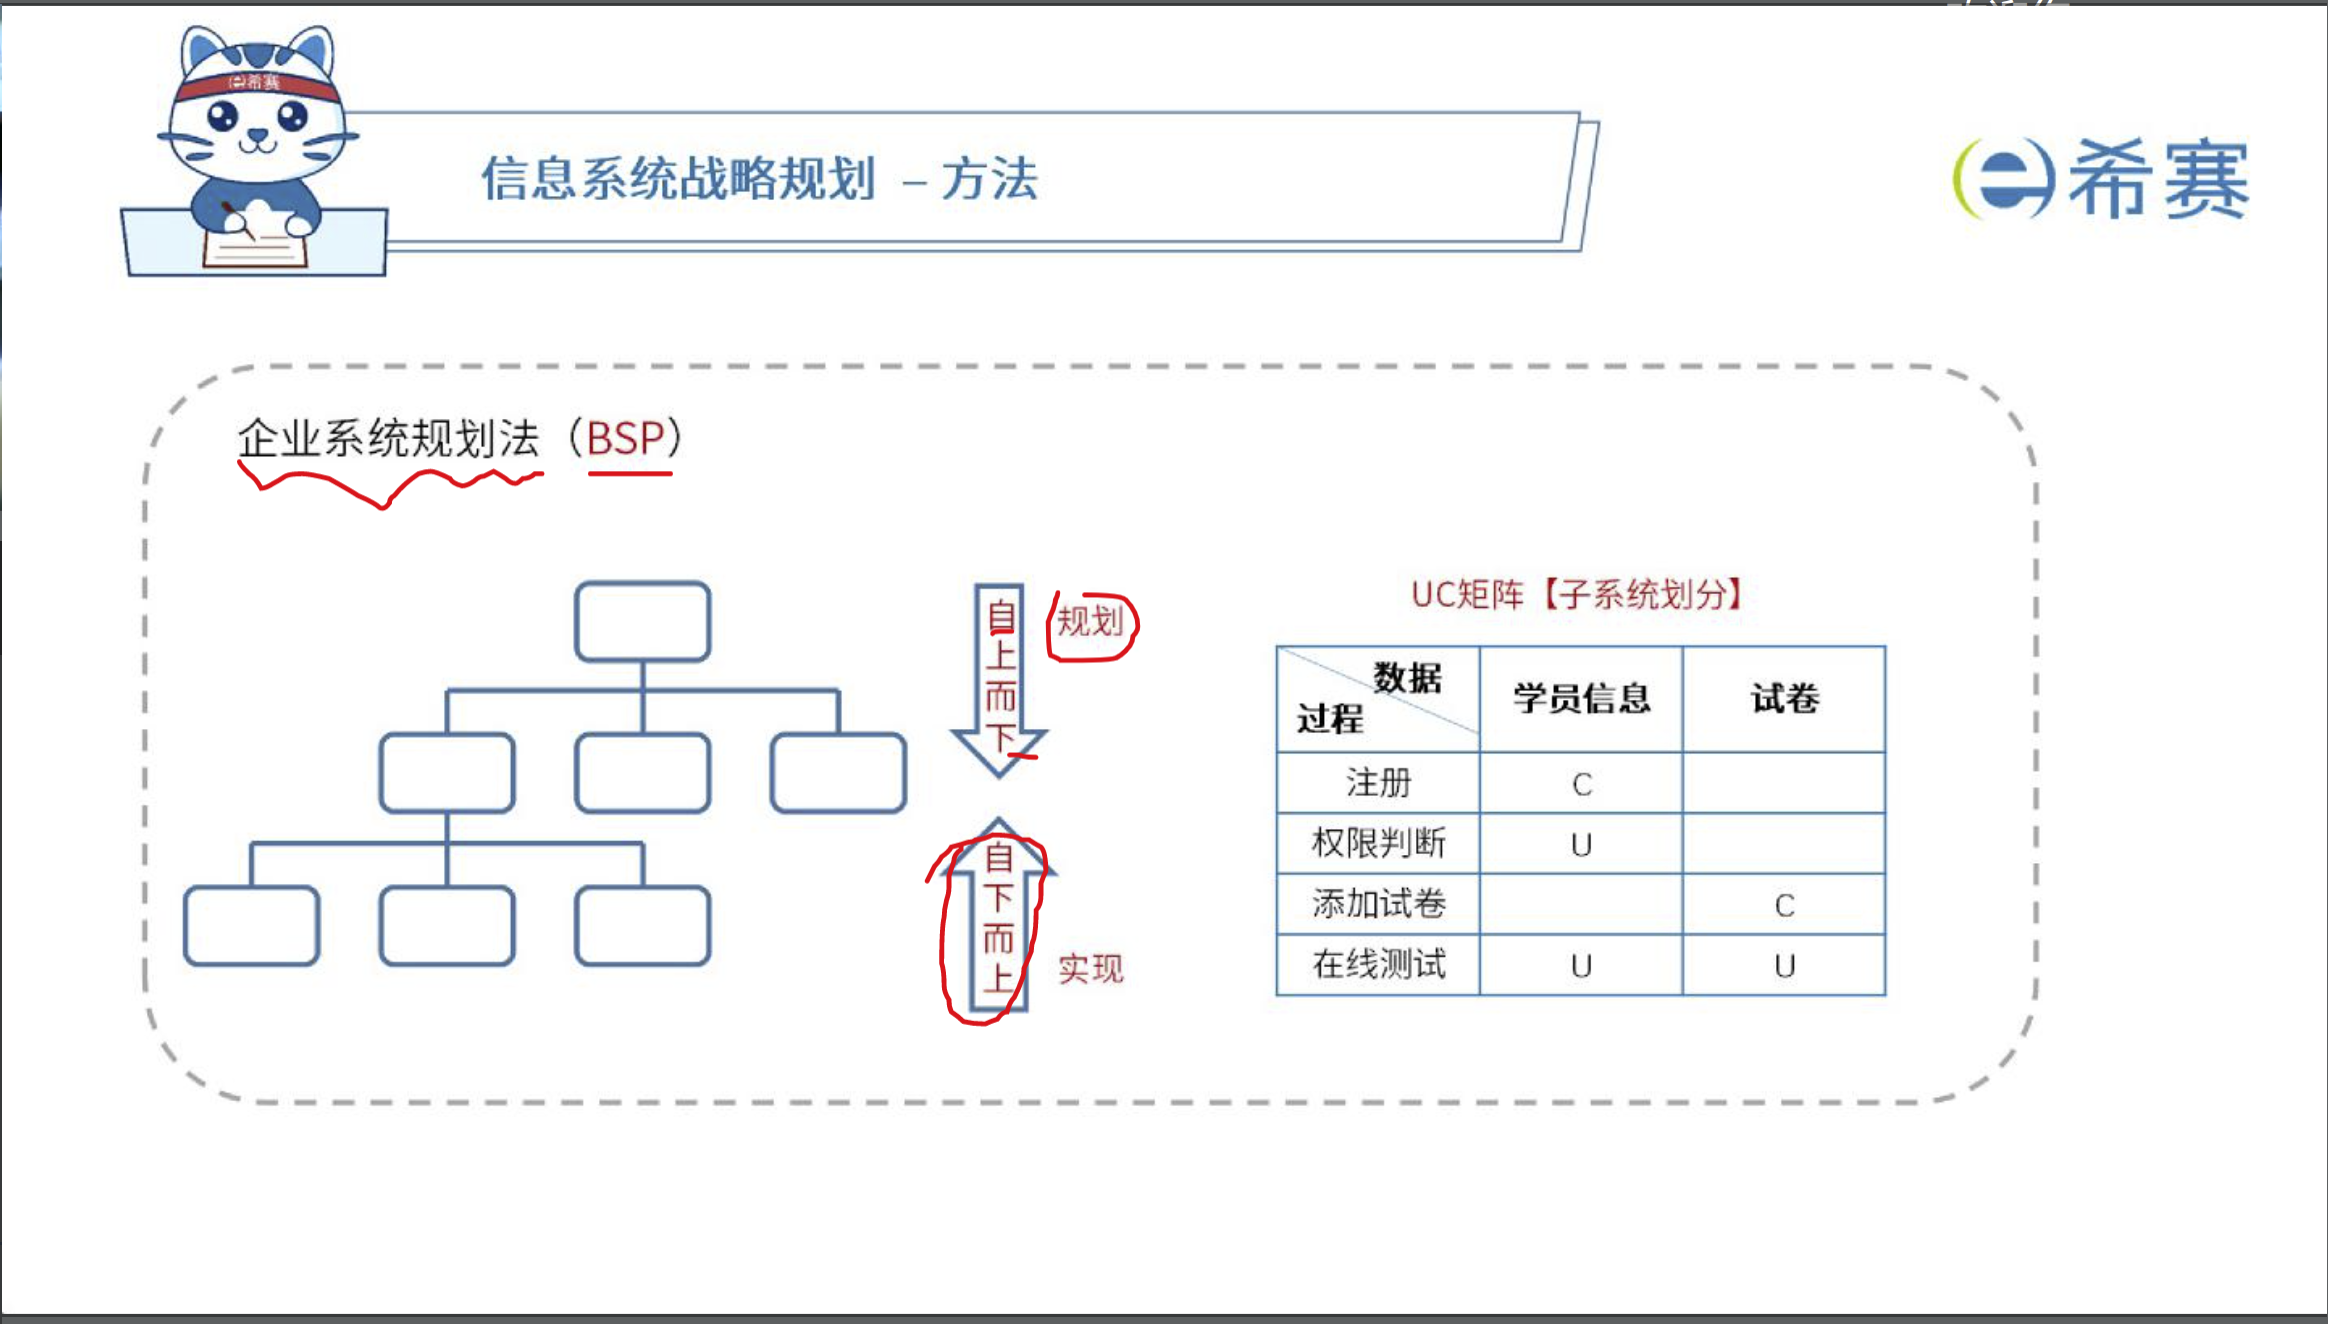 e希赛
信息系统战略规划 – 方法
e希赛
企业系统规划法（BSP）
自上而下
规划
自下而上
实现
UC矩阵【子系统划分】
数据
过程
学员信息
试卷
注册
C
权限判断
U
添加试卷
C
在线测试
U
U